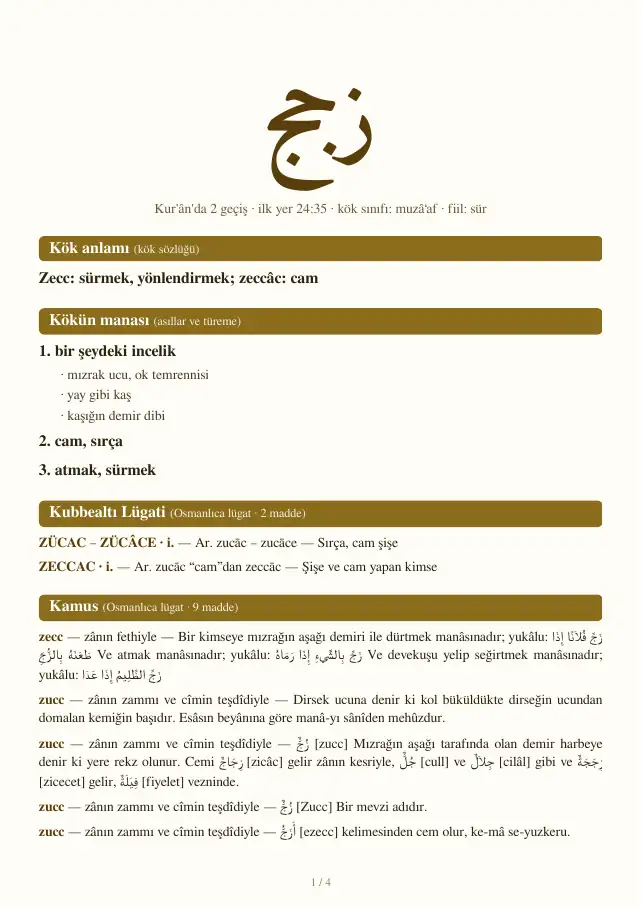 زجج
Kur'ân'da 2 geçiş · ilk yer 24:35 · kök sınıfı: muzâ'af · fiil: sür
Kök anlamı (kök sözlüğü)
Zecc: sürmek, yönlendirmek; zeccâc: cam
Kökün manası (asıllar ve türeme)
1. bir şeydeki incelik
· mızrak ucu, ok temrennisi
· yay gibi kaş
· kaşığın demir dibi
2. cam, sırça
3. atmak, sürmek
Kubbealtı Lügati (Osmanlıca lügat · 2 madde)
ZÜCAC – ZÜCÂCE · i. — Ar. zucāc – zucāce — Sırça, cam şişe
ZECCAC · i. — Ar. zucāc “cam”dan zeccāc — Şişe ve cam yapan kimse
Kamus (Osmanlıca lügat · 9 madde)
zecc — zânın fethiyle — Bir kimseye mızrağın aşağı demiri ile dürtmek manâsınadır; yukâlu: زَجَّ فُلَانًا إِذَا
طَعَنَهُ بِالزُّجِّ Ve atmak manâsınadır; yukâlu: زَجَّ بِالشَّيْءِ إِذَا رَمَاهُ Ve devekuşu yelip seğirtmek manâsınadır;
yukâlu: زَجَّ الظَّلِيمُ إِذَا عَدَا
zucc — zânın zammı ve cîmin teşdîdiyle — Dirsek ucuna denir ki kol büküldükte dirseğin ucundan
domalan kemiğin başıdır. Esâsın beyânına göre manâ-yı sânîden mehûzdur.
zucc — zânın zammı ve cîmin teşdîdiyle — زُجٌّ [zucc] Mızrağın aşağı tarafında olan demir harbeye
denir ki yere rekz olunur. Cemi زِجَاجٌ [zicâc] gelir zânın kesriyle, جُلٌّ [cull] ve جِلَالٌ [cilâl] gibi ve زِجَجَةٌ
[zicecet] gelir, فِيَلَةٌ [fiyelet] vezninde.
zucc — zânın zammı ve cîmin teşdîdiyle — زُجٌّ [Zucc] Bir mevzi adıdır.
zucc — zânın zammı ve cîmin teşdîdiyle — أَزَجُّ [ezecc] kelimesinden cem olur, ke-mâ se-yuzkeru.
1 / 4